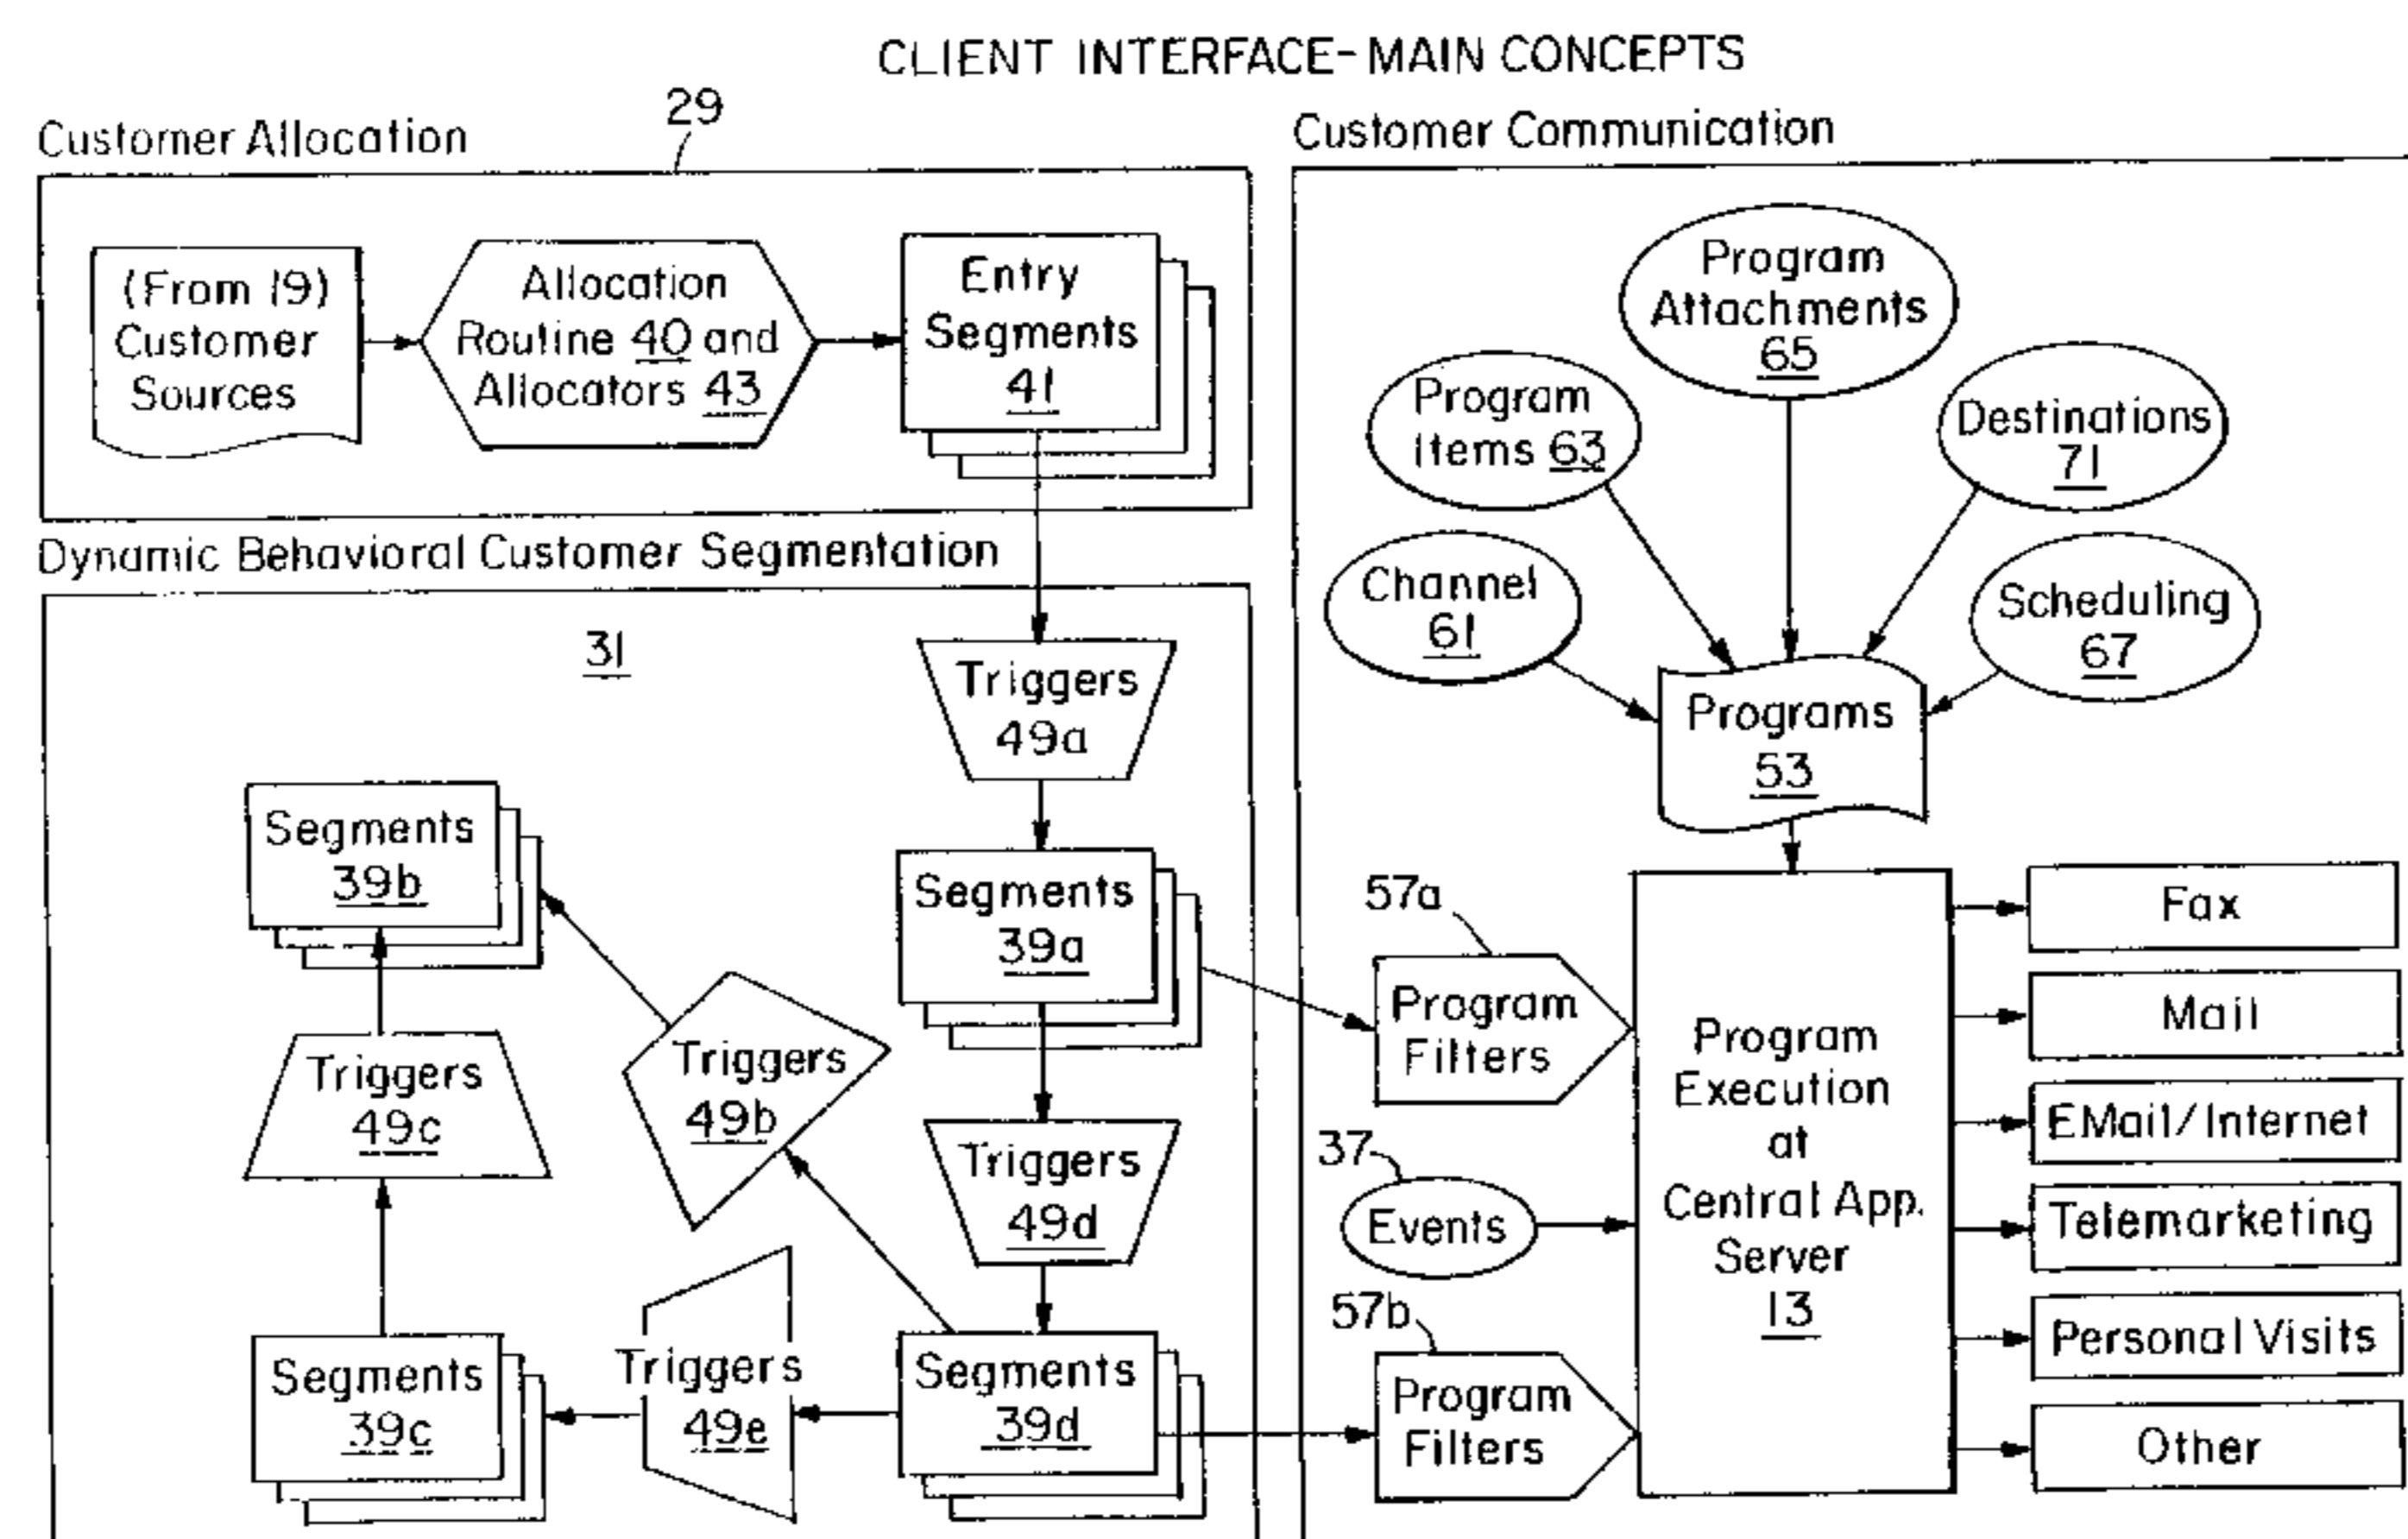 CLIENT INTERFACE-MAIN CONCEPTS
Customer Allocation
29
(From 19)
Customer
Sources
Allocation
Routine 40 and
Allocators 43
Entry
Segments
41
Dynamic Behavioral Customer Segmentation
31
Triggers
49a
Segments
39a
Segments
39b
Triggers
49b
Triggers
49c
Triggers
49d
Segments
39c
Triggers
49e
Segments
39d
Customer Communication
Program
Attachments
65
Program
Items 63
Destinations
71
Channel
61
Scheduling
67
Programs
53
57a
Program
Filters
37
Events
57b
Program
Filters
Program
Execution
at
Central App.
Server
13
Fax
Mail
EMail/Internet
Telemarketing
Personal Visits
Other